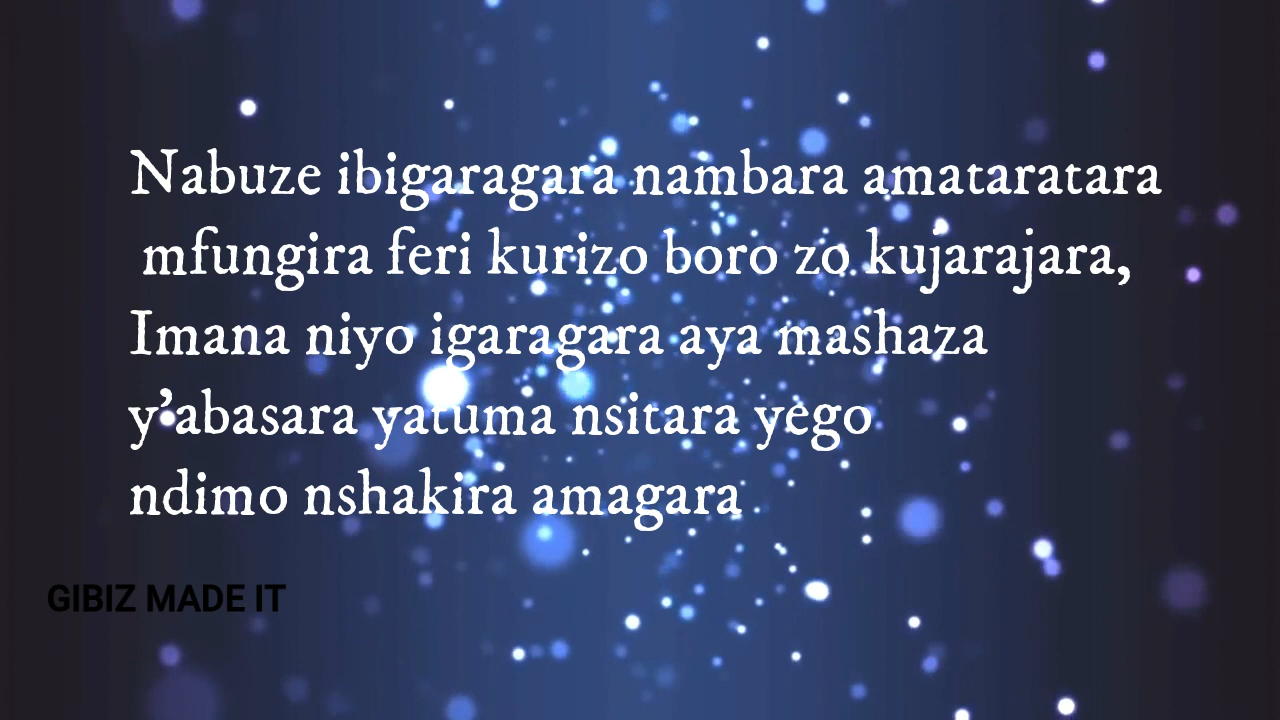 Nabuze ibigaragara nambara amataratara
mfungira feri kurizo boro zo kujarajara,
Imana niyo igaragara aya mashaza
y'abasara yatuma nsitara yego
ndimo nshakira amagara
GIBIZ MADE IT